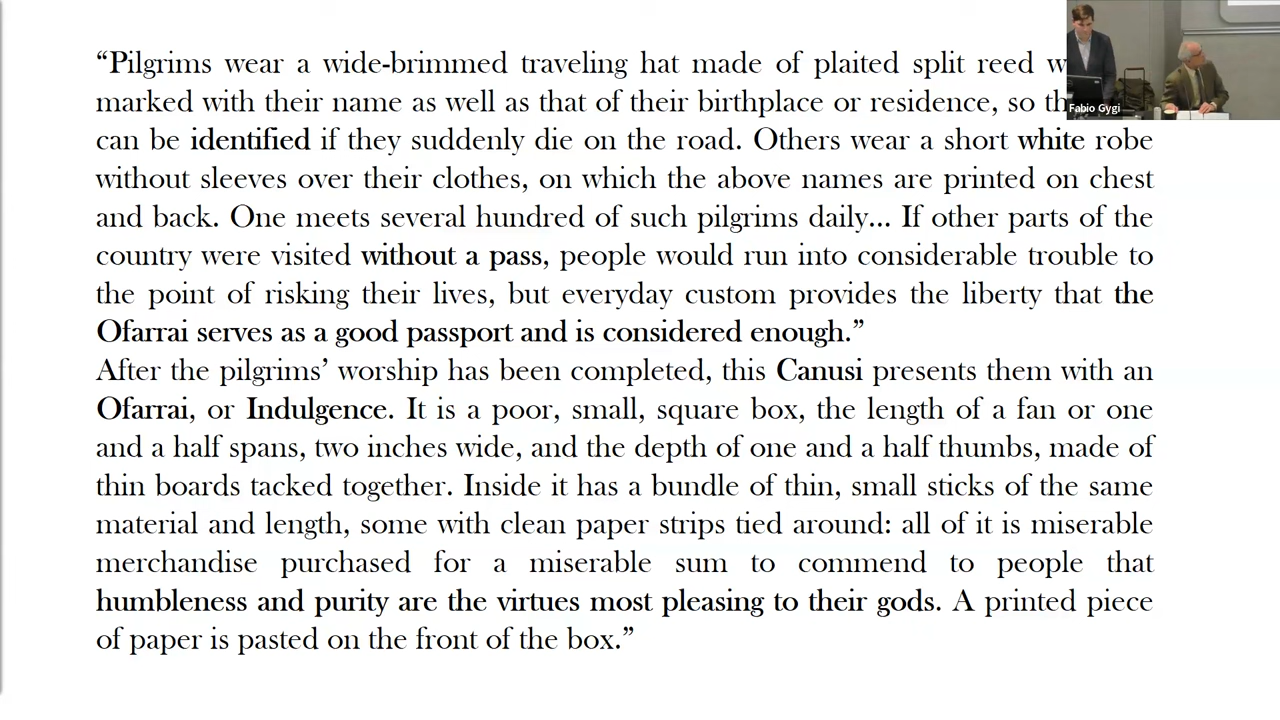 “Pilgrims wear a wide-brimmed traveling hat made of plaited split reed
marked with their name as well as that of their birthplace or residence, so
can be identified if they suddenly die on the road. Others wear a short white robe
without sleeves over their clothes, on which the above names are printed on chest
and back. One meets several hundred of such pilgrims daily... If other parts of the
country were visited without a pass, people would run into considerable trouble to
the point of risking their lives, but everyday custom provides the liberty that the
Ofarrai serves as a good passport and is considered enough.”
After the pilgrims’ worship has been completed, this Canusi presents them with an
Ofarrai, or Indulgence. It is a poor, small, square box, the length of a fan or one
and a half spans, two inches wide, and the depth of one and a half thumbs, made of
thin boards tacked together. Inside it has a bundle of thin, small sticks of the same
material and length, some with clean paper strips tied around: all of it is miserable
merchandise purchased for a miserable sum to commend to people that
humbleness and purity are the virtues most pleasing to their gods. A printed piece
of paper is pasted on the front of the box.”
Fabio Gygi